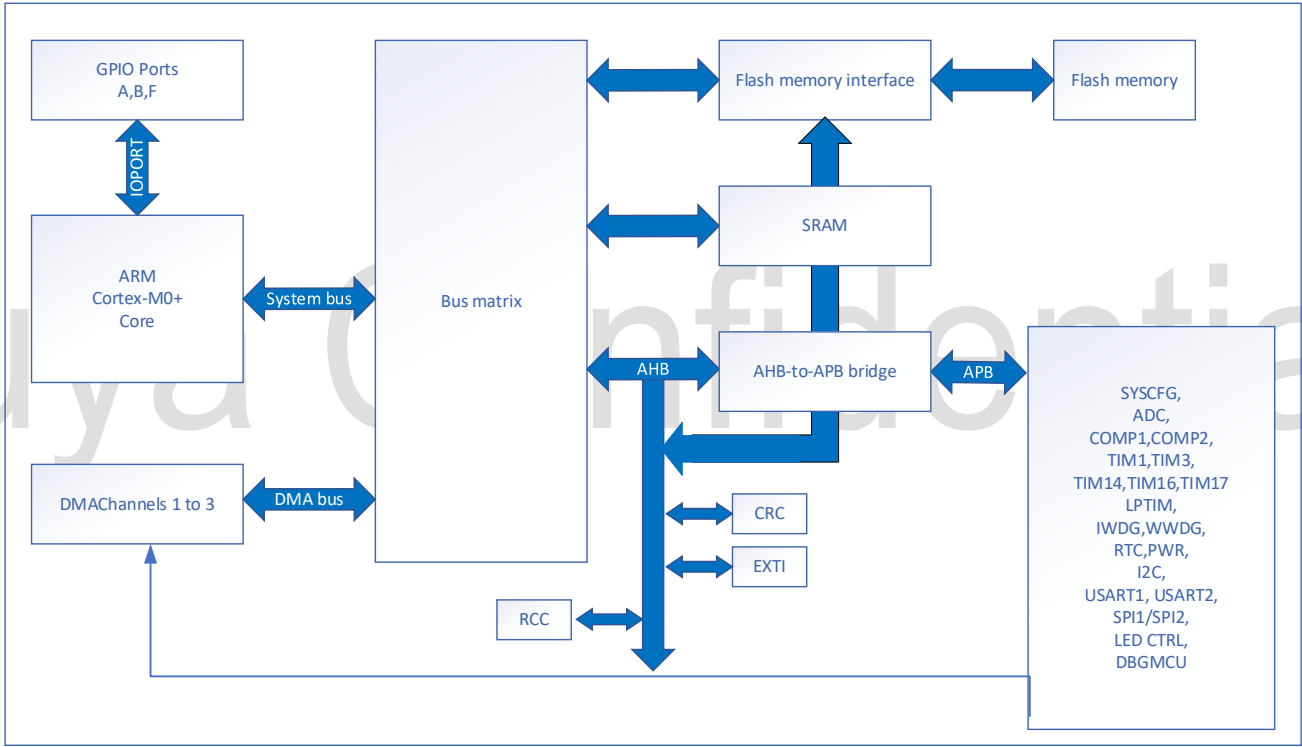 GPIO Ports
A,B,F
IOPORT
ARM
Cortex-M0+
Core
System bus
DMAChannels 1 to 3
DMA bus
Bus matrix
Flash memory interface
Flash memory
SRAM
AHB
AHB-to-APB bridge
APB
CRC
EXTI
RCC
SYSCFG,
ADC,
COMP1,COMP2,
TIM1,TIM3,
TIM14,TIM16,TIM17
LPTIM,
IWDG,WWDG,
RTC,PWR,
I2C,
USART1, USART2,
SPI1/SPI2,
LED CTRL,
DBGMCU